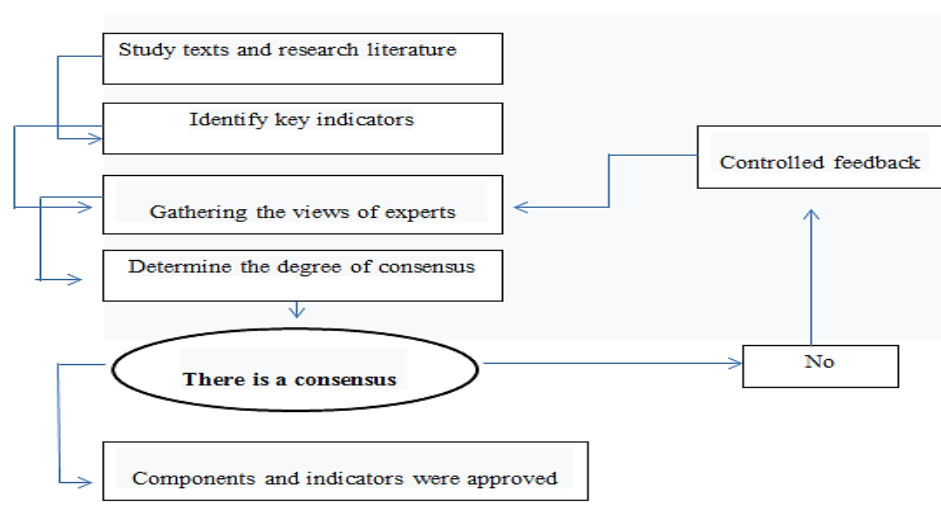 Study texts and research literature
Identify key indicators
Controlled feedback
Gathering the views of experts
Determine the degree of consensus
There is a consensus
No
Components and indicators were approved